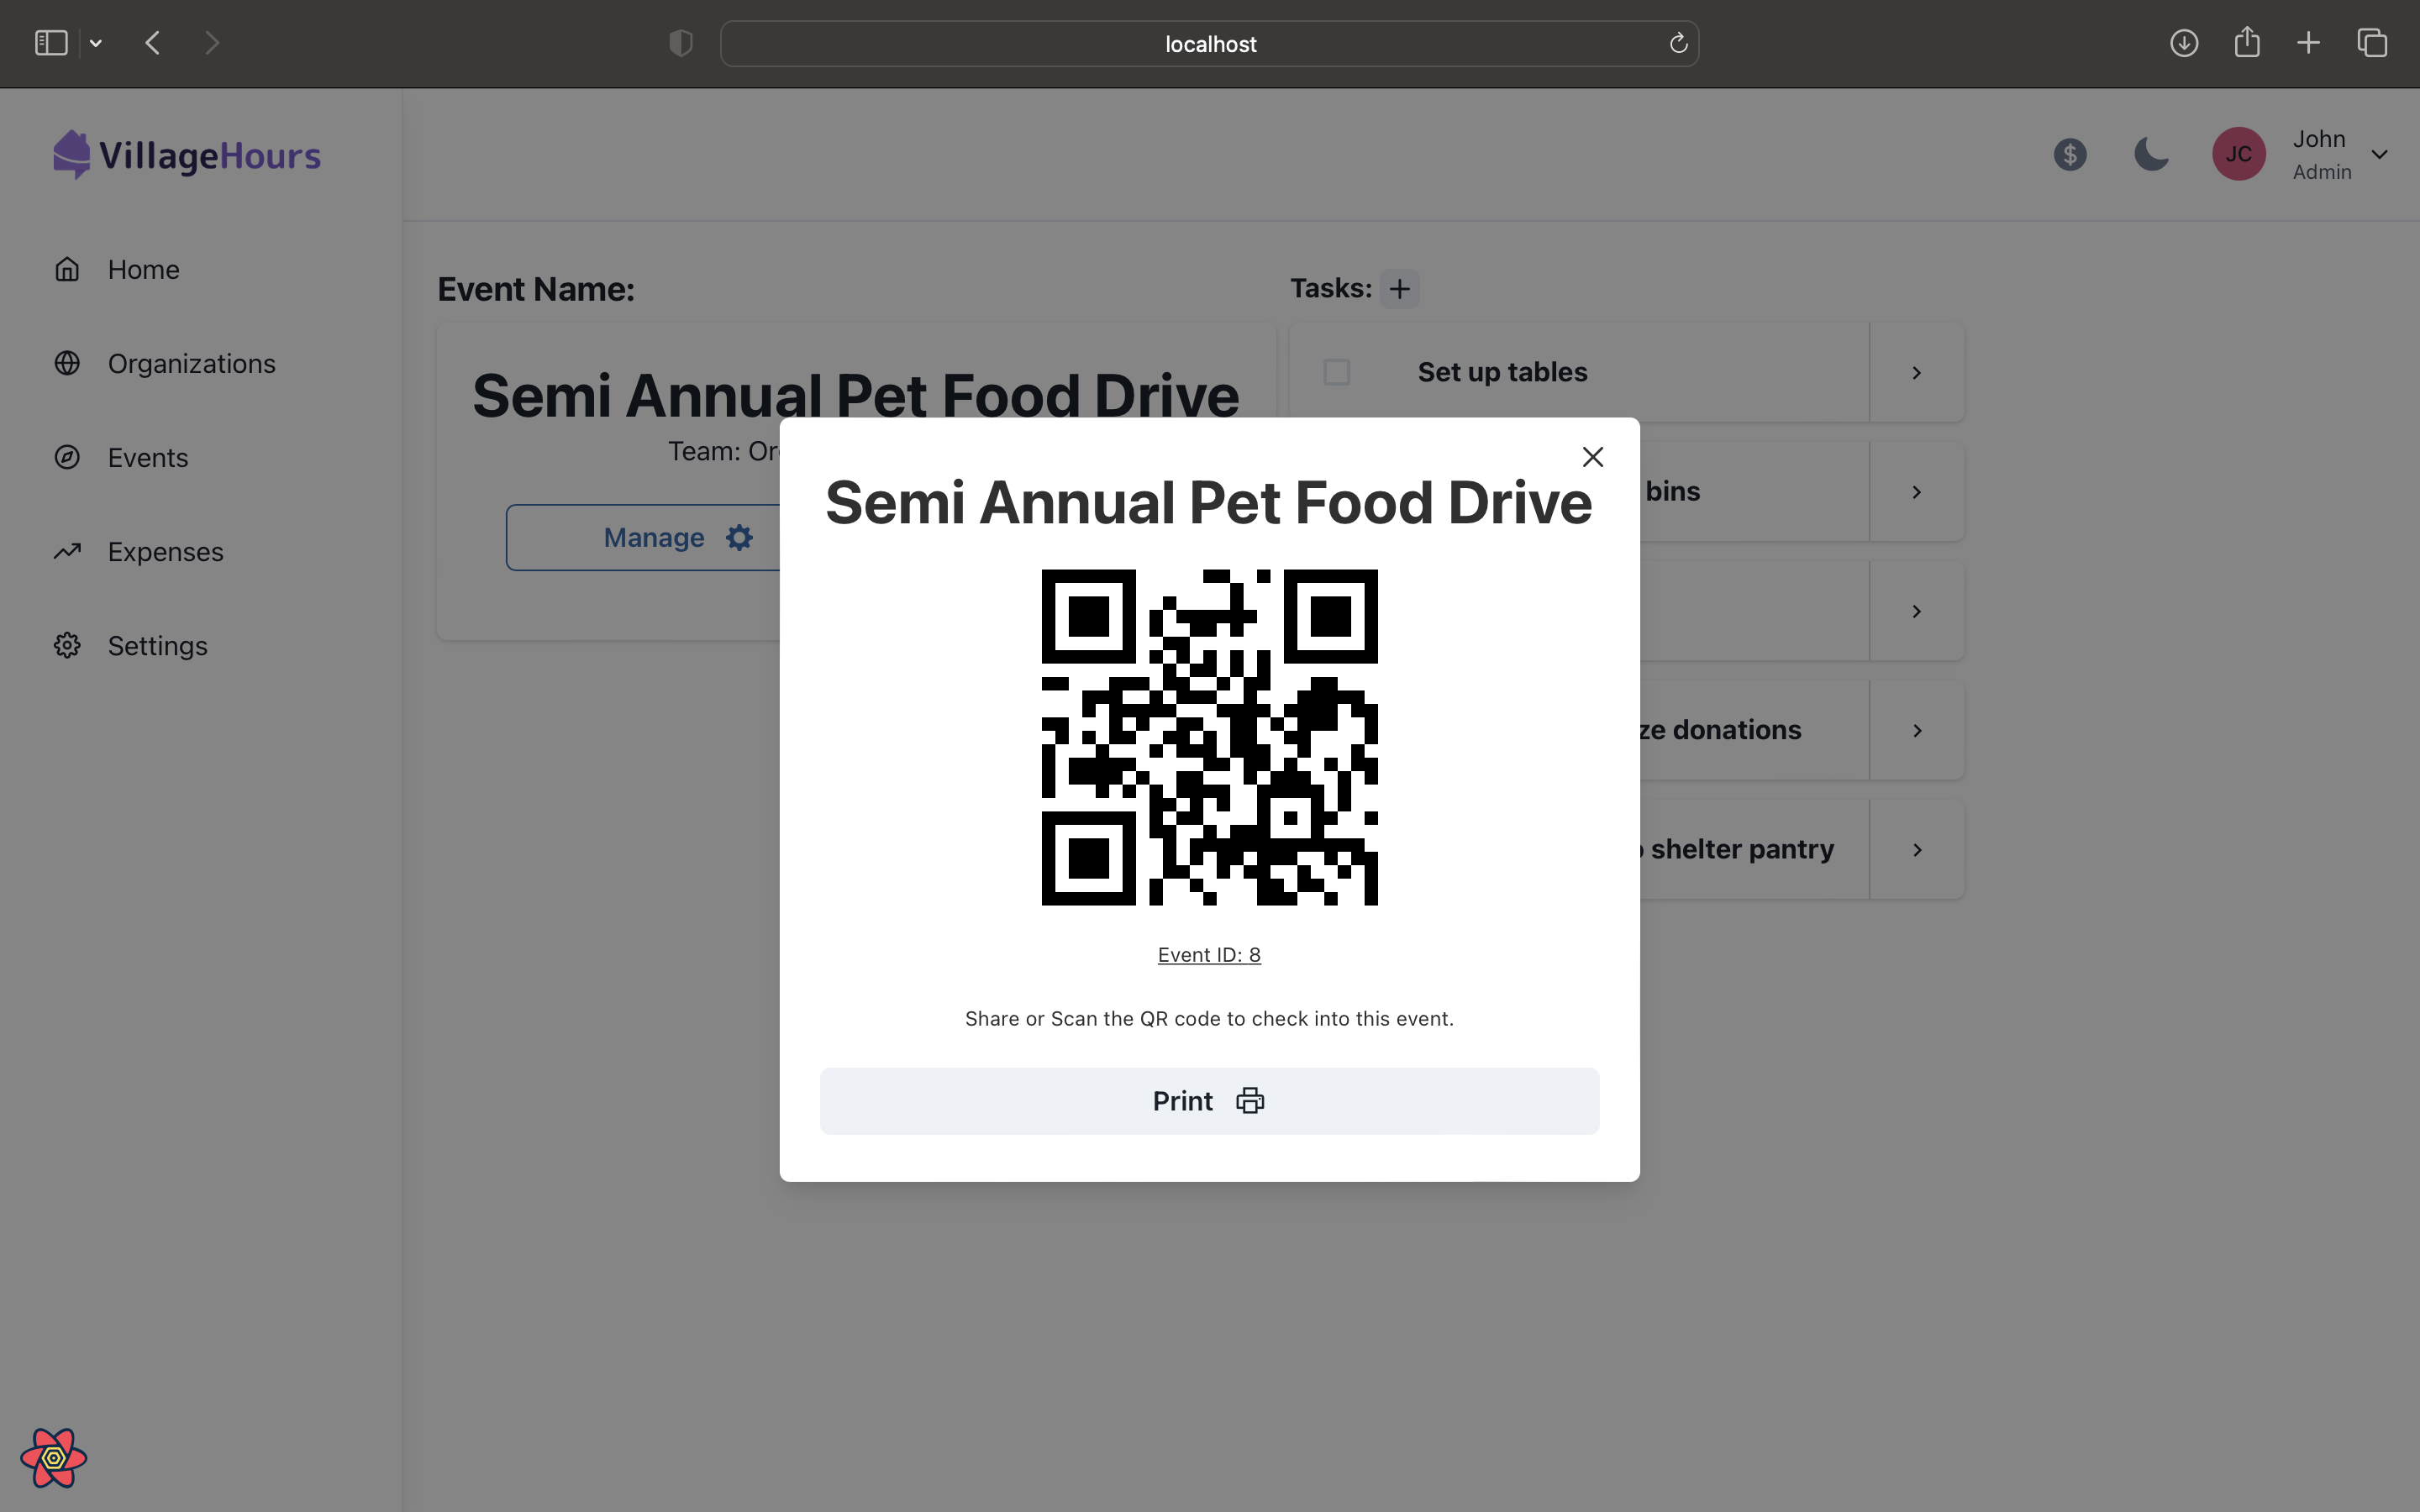 localhost
VillageHours
$
JC
John
Admin
Home
Organizations
Events
Expenses
Settings
Event Name:
Semi Annual Pet Food Drive
Team:
Manage
Tasks: +
Set up tables
bins
donations
shelter pantry
Semi Annual Pet Food Drive
Event ID: 8
Share or Scan the QR code to check into this event.
Print